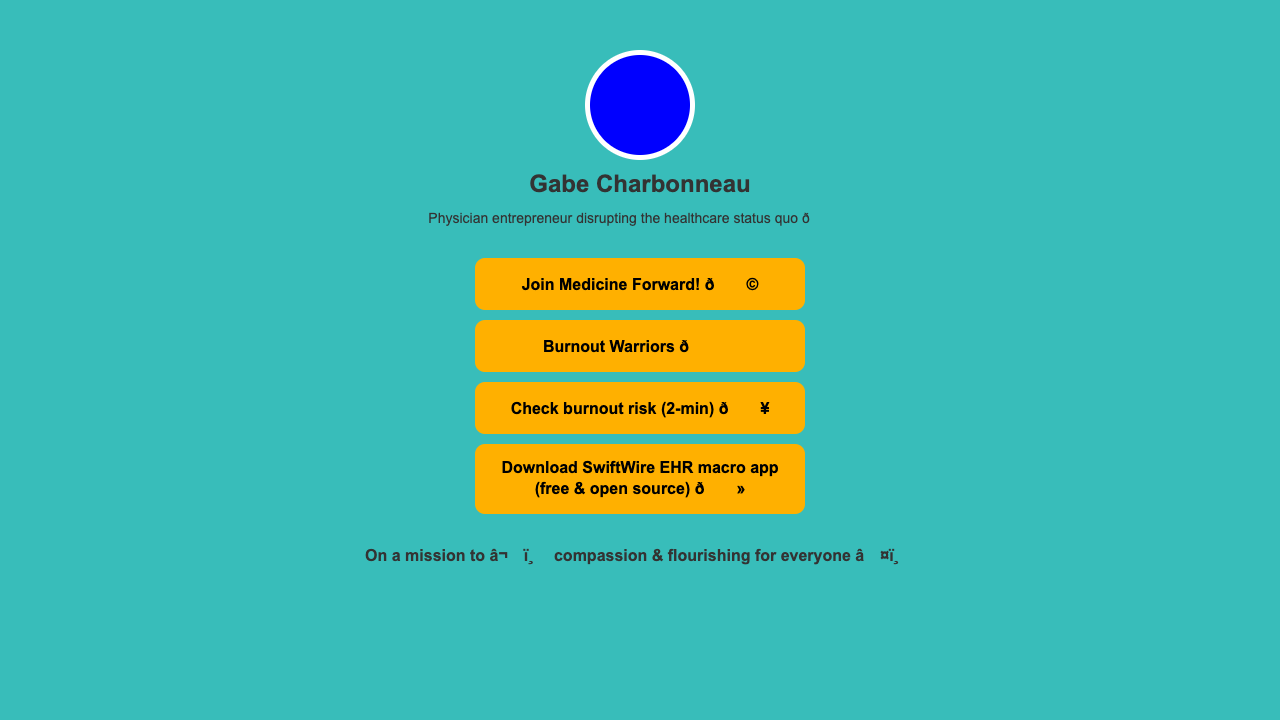 Gabe Charbonneau
Physician entrepreneur disrupting the healthcare status quo ð
Join Medicine Forward! ð ©
Burnout Warriors ð
Check burnout risk (2-min) ð ¥
Download SwiftWire EHR macro app
(free & open source) ð »
On a mission to â¬ ï¸ compassion & flourishing for everyone â ¤ï¸